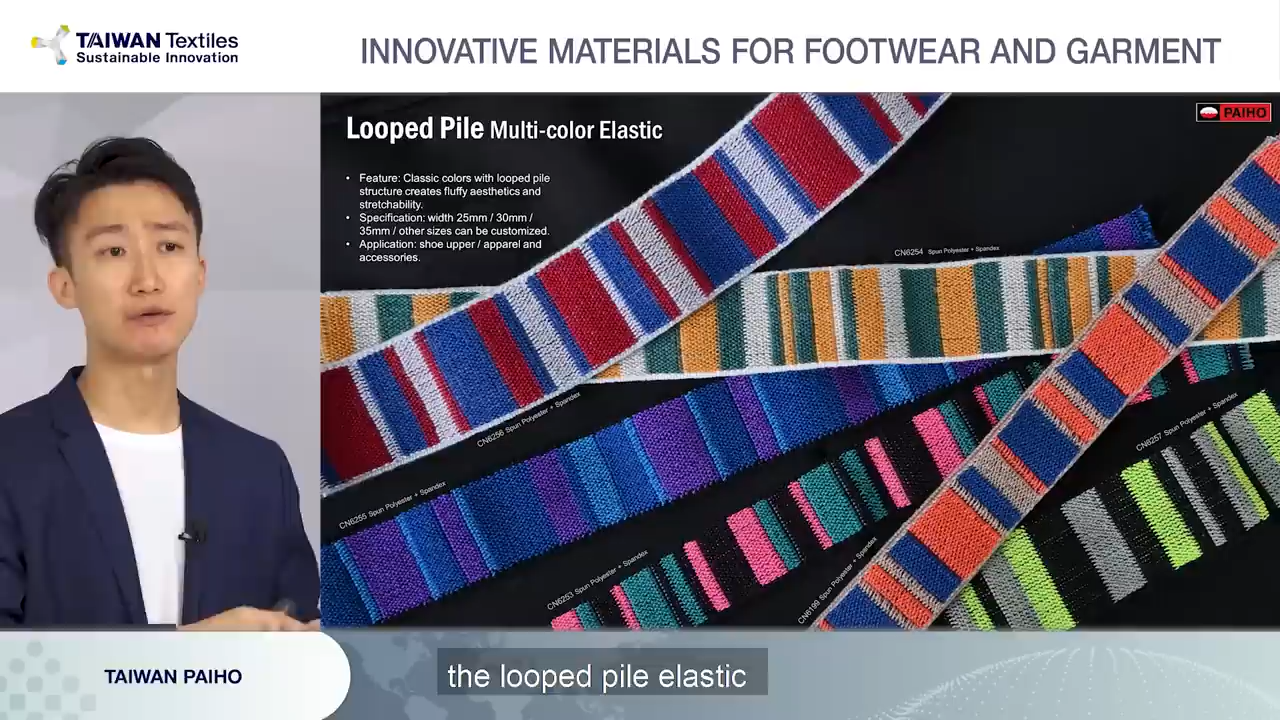 TAIWAN Textiles
Sustainable Innovation
INNOVATIVE MATERIALS FOR FOOTWEAR AND GARMENT
Looped Pile Multi-color Elastic
PAIHO
• Feature: Classic colors with looped pile
structure creates fluffy aesthetics and
stretchability.
• Specification: width 25mm / 30mm /
35mm / other sizes can be customized.
• Application: shoe upper / apparel and
accessories.
CN6254 Spun Polyester + Spandex
CN6256 Spun Polyester + Spandex
CN6257 Spun Polyester + Spandex
CN6255 Spun Polyester + Spandex
CN6253 Spun Polyester + Spandex
CN6199 Spun Polyester + Spandex
TAIWAN PAIHO
the looped pile elastic